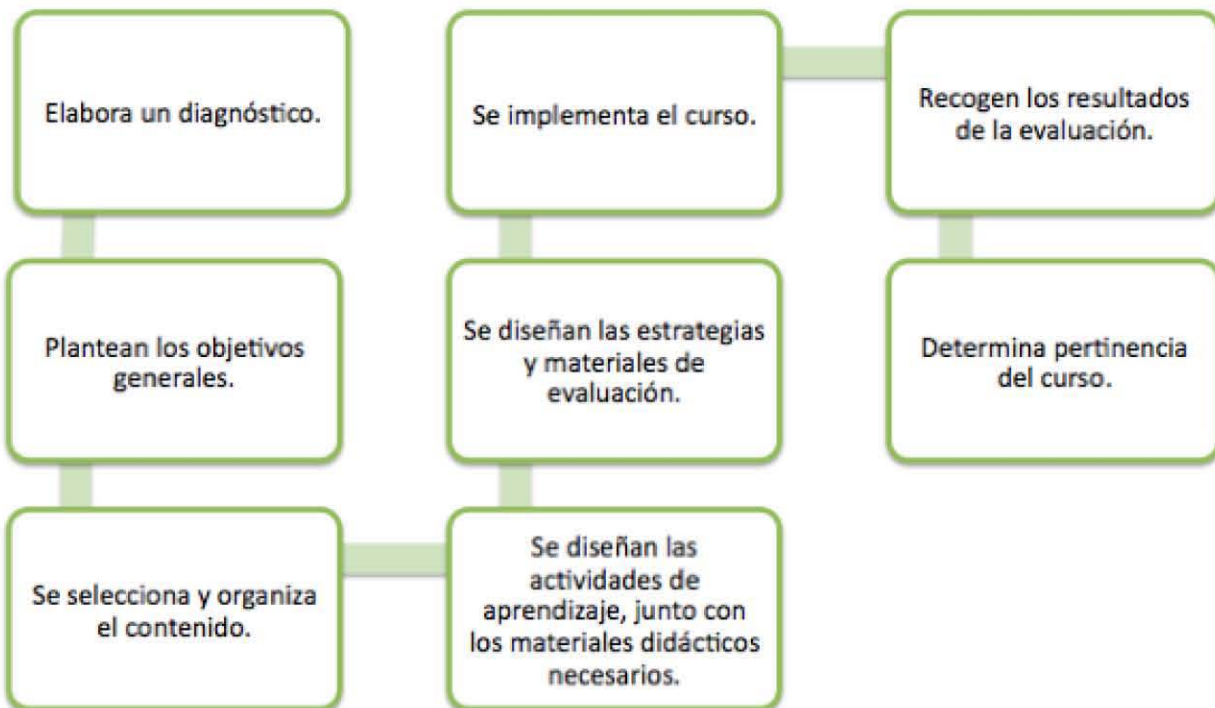 Elabora un diagnóstico.
Plantean los objetivos
generales.
Se selecciona y organiza
el contenido.
Se diseñan las
actividades de
aprendizaje, junto con
los materiales didácticos
necesarios.
Se diseñan las estrategias
y materiales de
evaluación.
Se implementa el curso.
Recogen los resultados
de la evaluación.
Determina pertinencia
del curso.